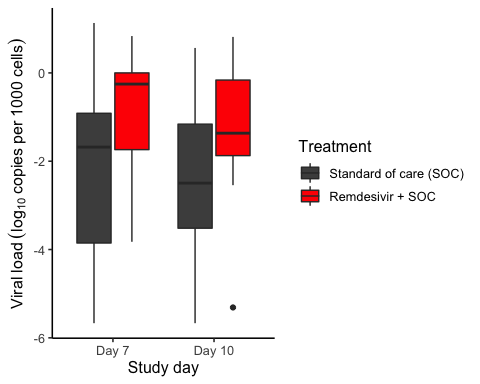 Viral load (log10 copies per 1000 cells)
0
-2
-4
-6
Day 7
Day 10
Study day
Treatment
Standard of care (SOC)
Remdesivir + SOC